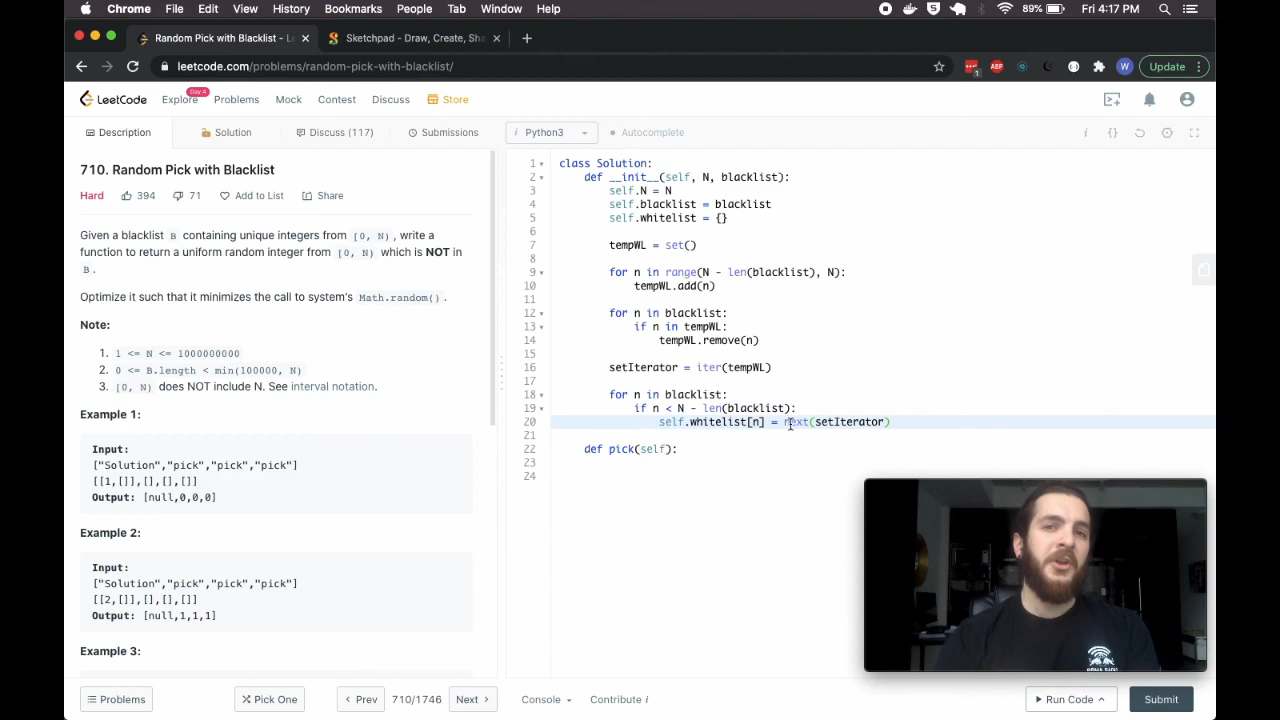 Chrome File Edit View History Bookmarks People Tab Window Help 89% Fri 4:17 PM
Random Pick with Blacklist - Le
Sketchpad - Draw, Create, Sha
leetcode.com/problems/random-pick-with-blacklist/
1 ABP W Update
LeetCode Explore Day 4 Problems Mock Contest Discuss Store
Description Solution Discuss (117) Submissions
i Python3 Autocomplete
710. Random Pick with Blacklist
Hard 394 71 Add to List Share
Given a blacklist B containing unique integers from [0, N), write a
function to return a uniform random integer from [0, N) which is NOT in
B.
Optimize it such that it minimizes the call to system's Math.random().
Note:
1. 1 <= N <= 1000000000
2. 0 <= B.length < min(100000, N)
3. [0, N) does NOT include N. See interval notation.
Example 1:
Input:
["Solution","pick","pick","pick"]
[[1,[]],[],[],[]]
Output: [null,0,0,0]
Example 2:
Input:
["Solution","pick","pick","pick"]
[[2,[]],[],[],[]]
Output: [null,1,1,1]
Example 3:
1 class Solution:
2 def __init__(self, N, blacklist):
3 self.N = N
4 self.blacklist = blacklist
5 self.whitelist = {}
6
7 tempWL = set()
8
9 for n in range(N - len(blacklist), N):
10 tempWL.add(n)
11
12 for n in blacklist:
13 if n in tempWL:
14 tempWL.remove(n)
15
16 setIterator = iter(tempWL)
17
18 for n in blacklist:
19 if n < N - len(blacklist):
20 self.whitelist[n] = next(setIterator)
21
22 def pick(self):
23
24
Problems Pick One Prev 710/1746 Next Console Contribute i Run Code Submit